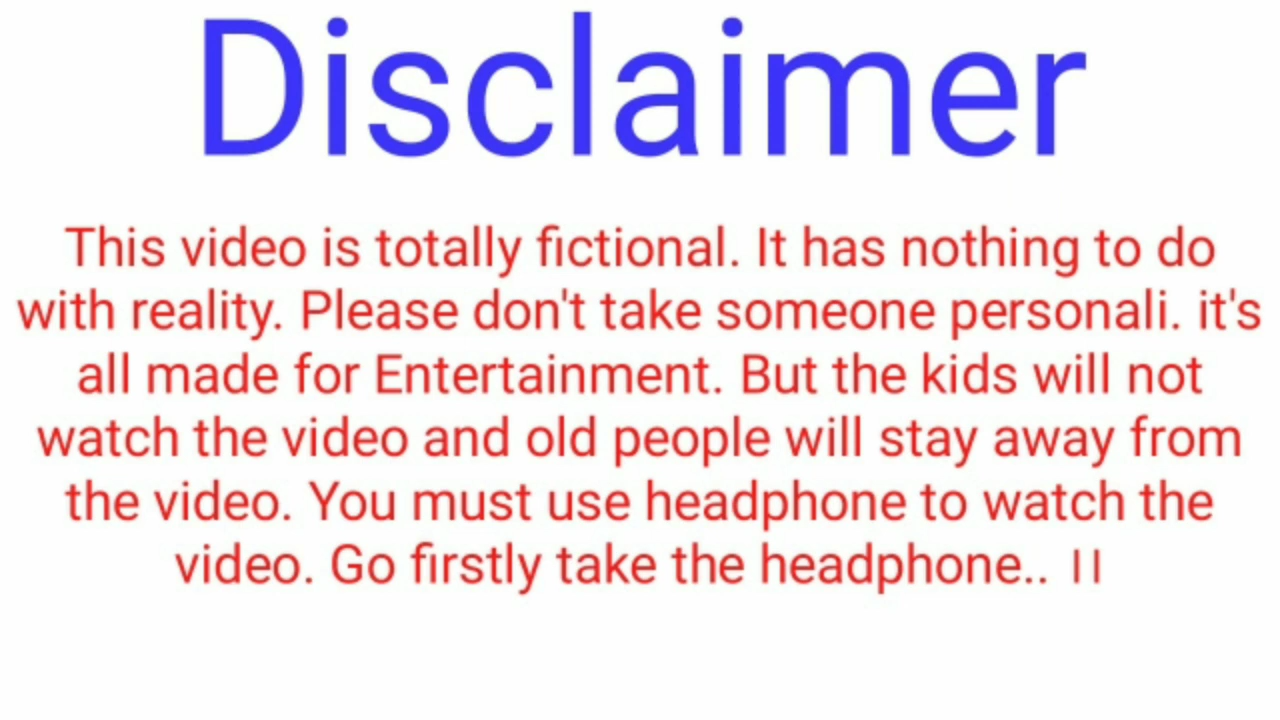 Disclaimer
This video is totally fictional. It has nothing to do
with reality. Please don't take someone personali. it's
all made for Entertainment. But the kids will not
watch the video and old people will stay away from
the video. You must use headphone to watch the
video. Go firstly take the headphone.. ।।